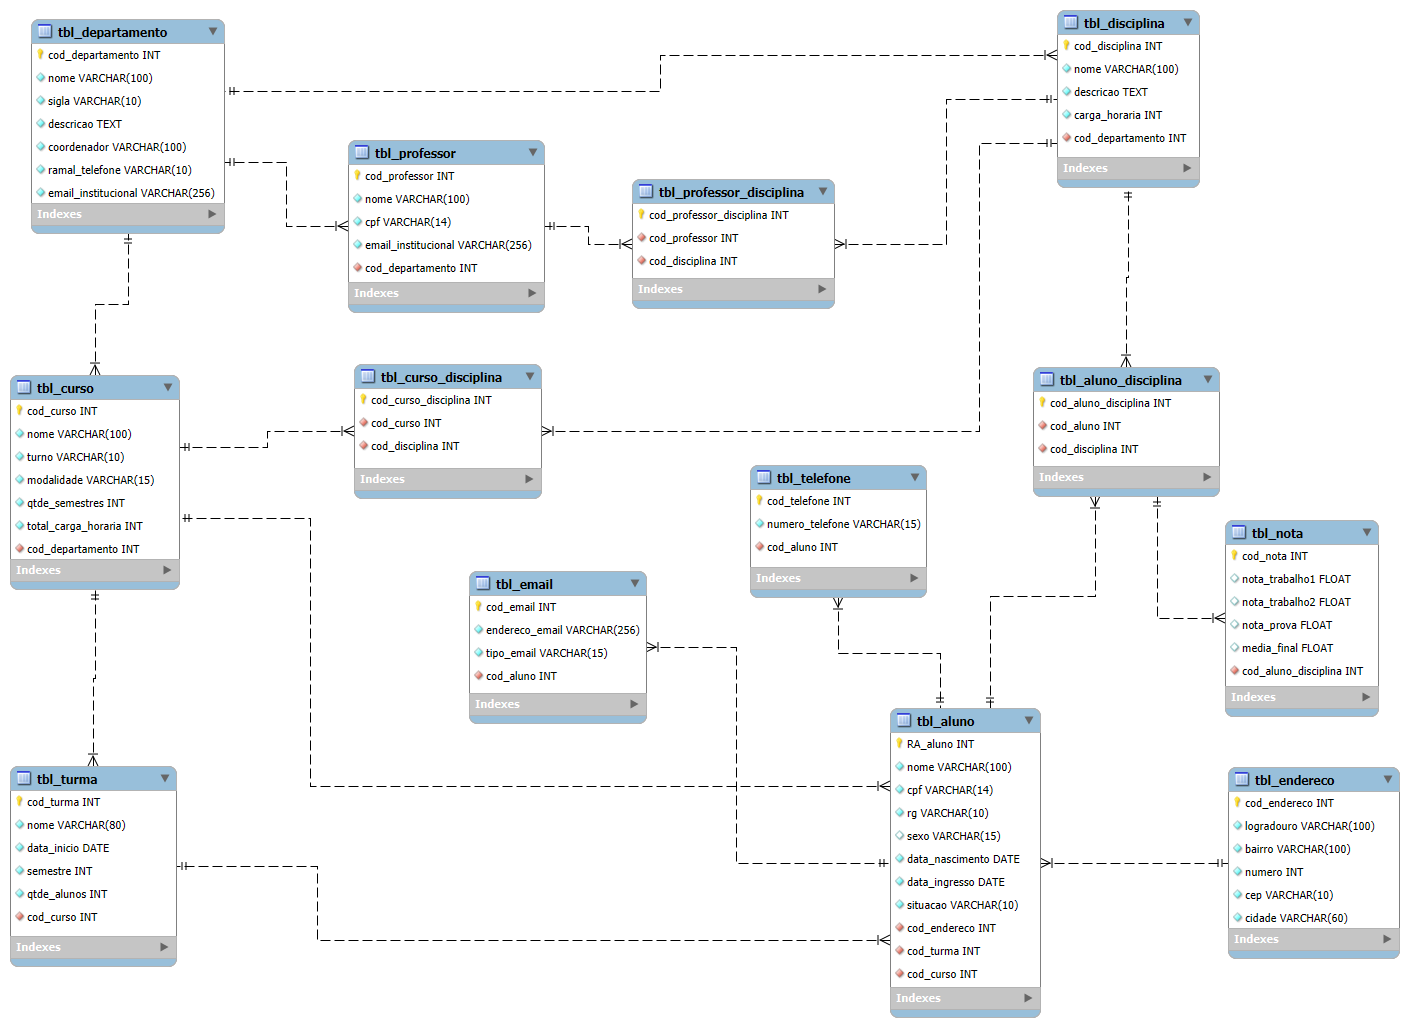 tbl_departamento
cod_departamento INT
nome VARCHAR(100)
sigla VARCHAR(10)
descricao TEXT
coordenador VARCHAR(100)
ramal_telefone VARCHAR(10)
email_institucional VARCHAR(256)
Indexes
tbl_disciplina
cod_disciplina INT
nome VARCHAR(100)
descricao TEXT
carga_horaria INT
cod_departamento INT
Indexes
tbl_professor
cod_professor INT
nome VARCHAR(100)
cpf VARCHAR(14)
email_institucional VARCHAR(256)
cod_departamento INT
Indexes
tbl_professor_disciplina
cod_professor_disciplina INT
cod_professor INT
cod_disciplina INT
Indexes
tbl_curso
cod_curso INT
nome VARCHAR(100)
turno VARCHAR(10)
modalidade VARCHAR(15)
qtde_semestres INT
total_carga_horaria INT
cod_departamento INT
Indexes
tbl_curso_disciplina
cod_curso_disciplina INT
cod_curso INT
cod_disciplina INT
Indexes
tbl_aluno_disciplina
cod_aluno_disciplina INT
cod_aluno INT
cod_disciplina INT
Indexes
tbl_telefone
cod_telefone INT
numero_telefone VARCHAR(15)
cod_aluno INT
Indexes
tbl_nota
cod_nota INT
nota_trabalho1 FLOAT
nota_trabalho2 FLOAT
nota_prova FLOAT
media_final FLOAT
cod_aluno_disciplina INT
Indexes
tbl_email
cod_email INT
endereco_email VARCHAR(256)
tipo_email VARCHAR(15)
cod_aluno INT
Indexes
tbl_aluno
RA_aluno INT
nome VARCHAR(100)
cpf VARCHAR(14)
rg VARCHAR(10)
sexo VARCHAR(15)
data_nascimento DATE
data_ingresso DATE
situacao VARCHAR(10)
cod_endereco INT
cod_turma INT
cod_curso INT
Indexes
tbl_turma
cod_turma INT
nome VARCHAR(80)
data_inicio DATE
semestre INT
qtde_alunos INT
cod_curso INT
Indexes
tbl_endereco
cod_endereco INT
logradouro VARCHAR(100)
bairro VARCHAR(100)
numero INT
cep VARCHAR(10)
cidade VARCHAR(60)
Indexes